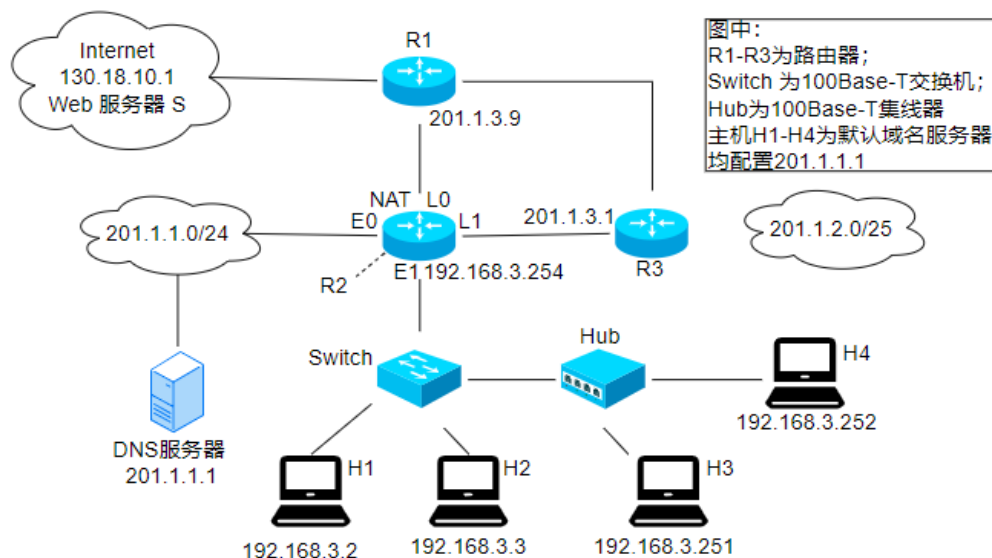 Internet
130.18.10.1
Web 服务器 S
R1
201.1.3.9
图中：
R1-R3为路由器；
Switch 为100Base-T交换机；
Hub为100Base-T集线器
主机H1-H4为默认域名服务器
均配置201.1.1.1
NAT L0
E0
L1
201.1.3.1
201.1.1.0/24
201.1.2.0/25
R2
E1
192.168.3.254
R3
Switch
Hub
H4
192.168.3.252
DNS服务器
201.1.1.1
H1
H2
H3
192.168.3.2
192.168.3.3
192.168.3.251